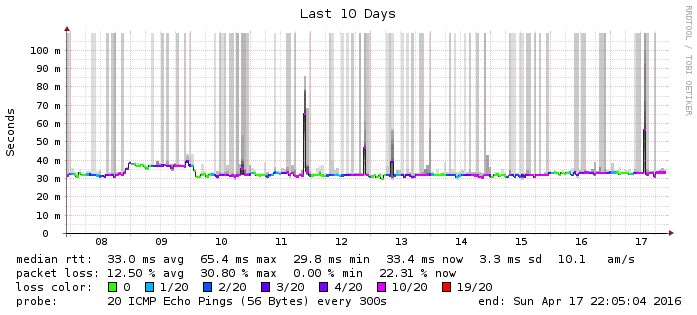 Last 10 Days
RRDTOOL / TOBI OETIKER
Seconds
100 m
90 m
80 m
70 m
60 m
50 m
40 m
30 m
20 m
10 m
0
08 09 10 11 12 13 14 15 16 17
median rtt: 33.0 ms avg 65.4 ms max 29.8 ms min 33.4 ms now 3.3 ms sd 10.1 am/s
packet loss: 12.50 % avg 30.80 % max 0.00 % min 22.31 % now
loss color: 0 1/20 2/20 3/20 4/20 10/20 19/20
probe: 20 ICMP Echo Pings (56 Bytes) every 300s end: Sun Apr 17 22:05:04 2016